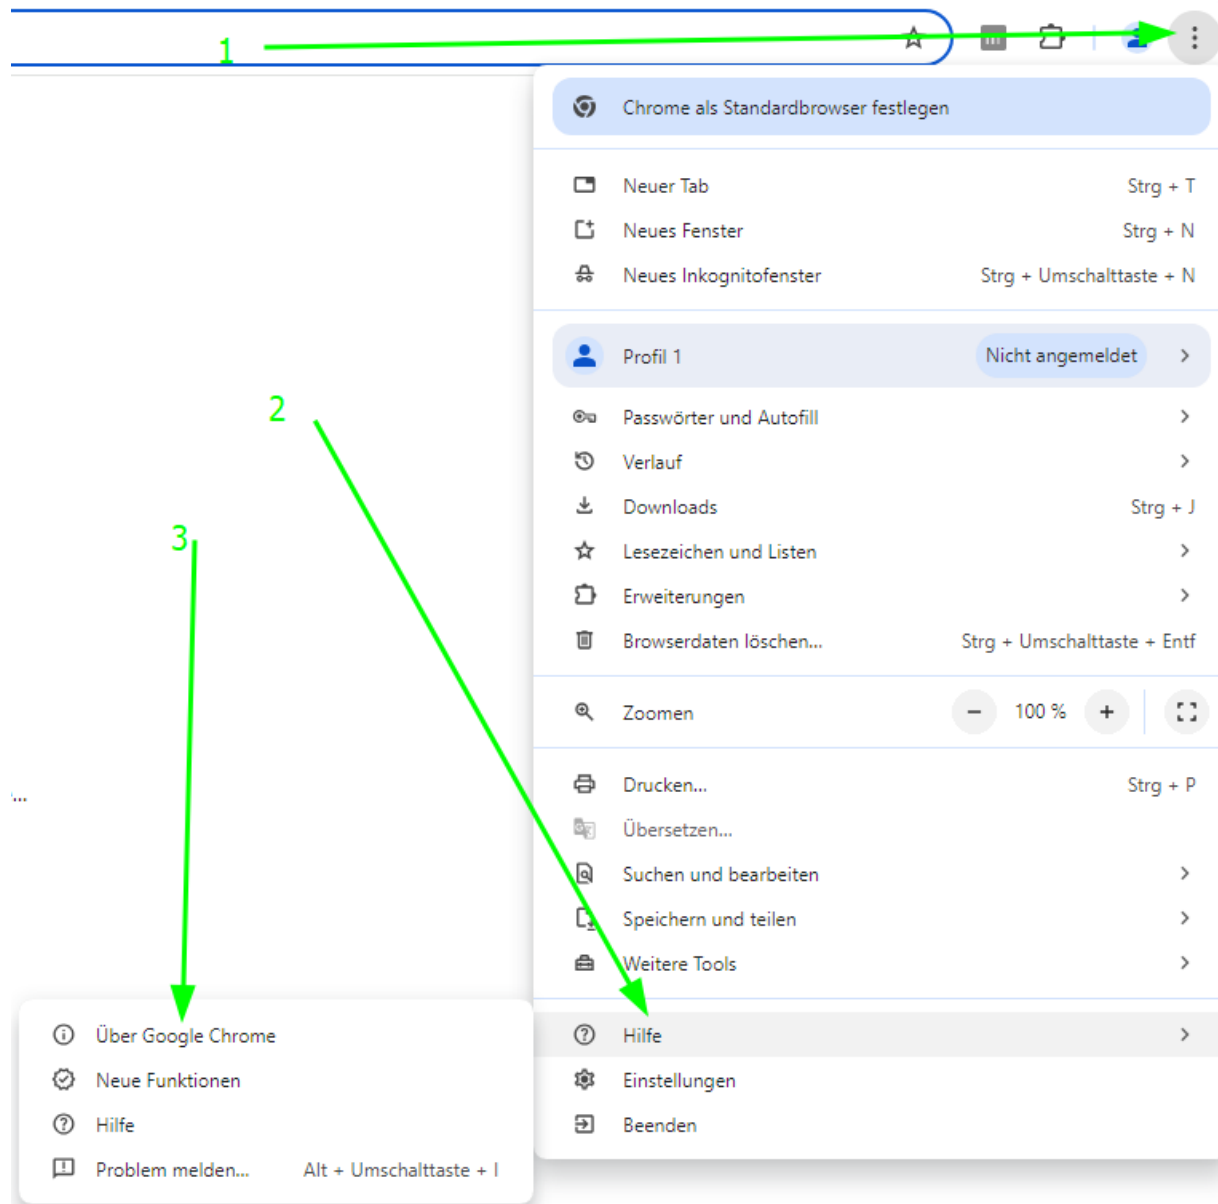 1
Chrome als Standardbrowser festlegen
Neuer Tab Strg + T
Neues Fenster Strg + N
Neues Inkognitofenster Strg + Umschalttaste + N
Profil 1 Nicht angemeldet
2
Passwörter und Autofill
Verlauf
Downloads Strg + J
3
Lesezeichen und Listen
Erweiterungen
Browserdaten löschen... Strg + Umschalttaste + Entf
Zoomen − 100 % +
Drucken... Strg + P
...
Übersetzen...
Suchen und bearbeiten
Speichern und teilen
Weitere Tools
Hilfe
Einstellungen
Beenden
Über Google Chrome
Neue Funktionen
Hilfe
Problem melden... Alt + Umschalttaste + I